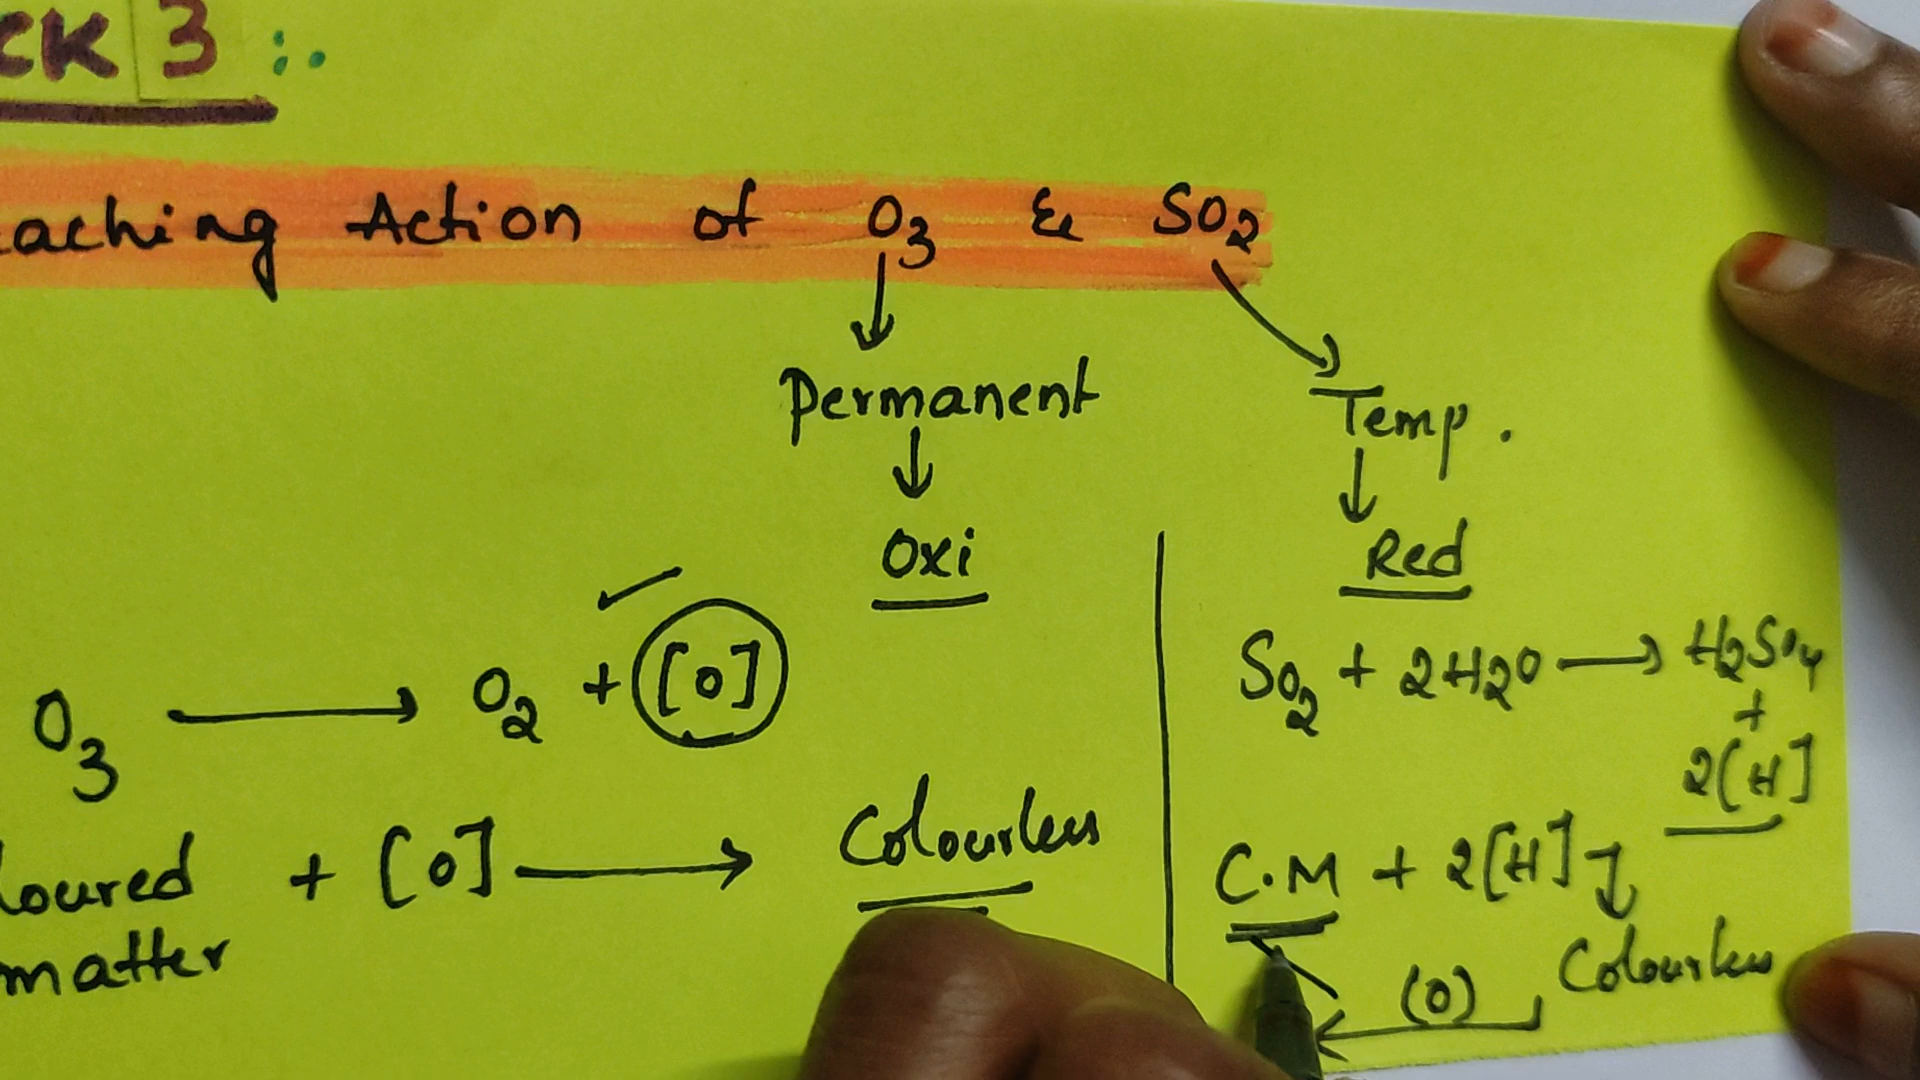 CK 3 :.
eaching Action of O3 & SO2
Permanent
Temp.
Oxi
Red
O3 → O2 + [O]
SO2 + 2H2O → H2SO4
+
2[H]
loured + [O] → Colourless
matter
C.M + 2[H]
Colourless
(O)